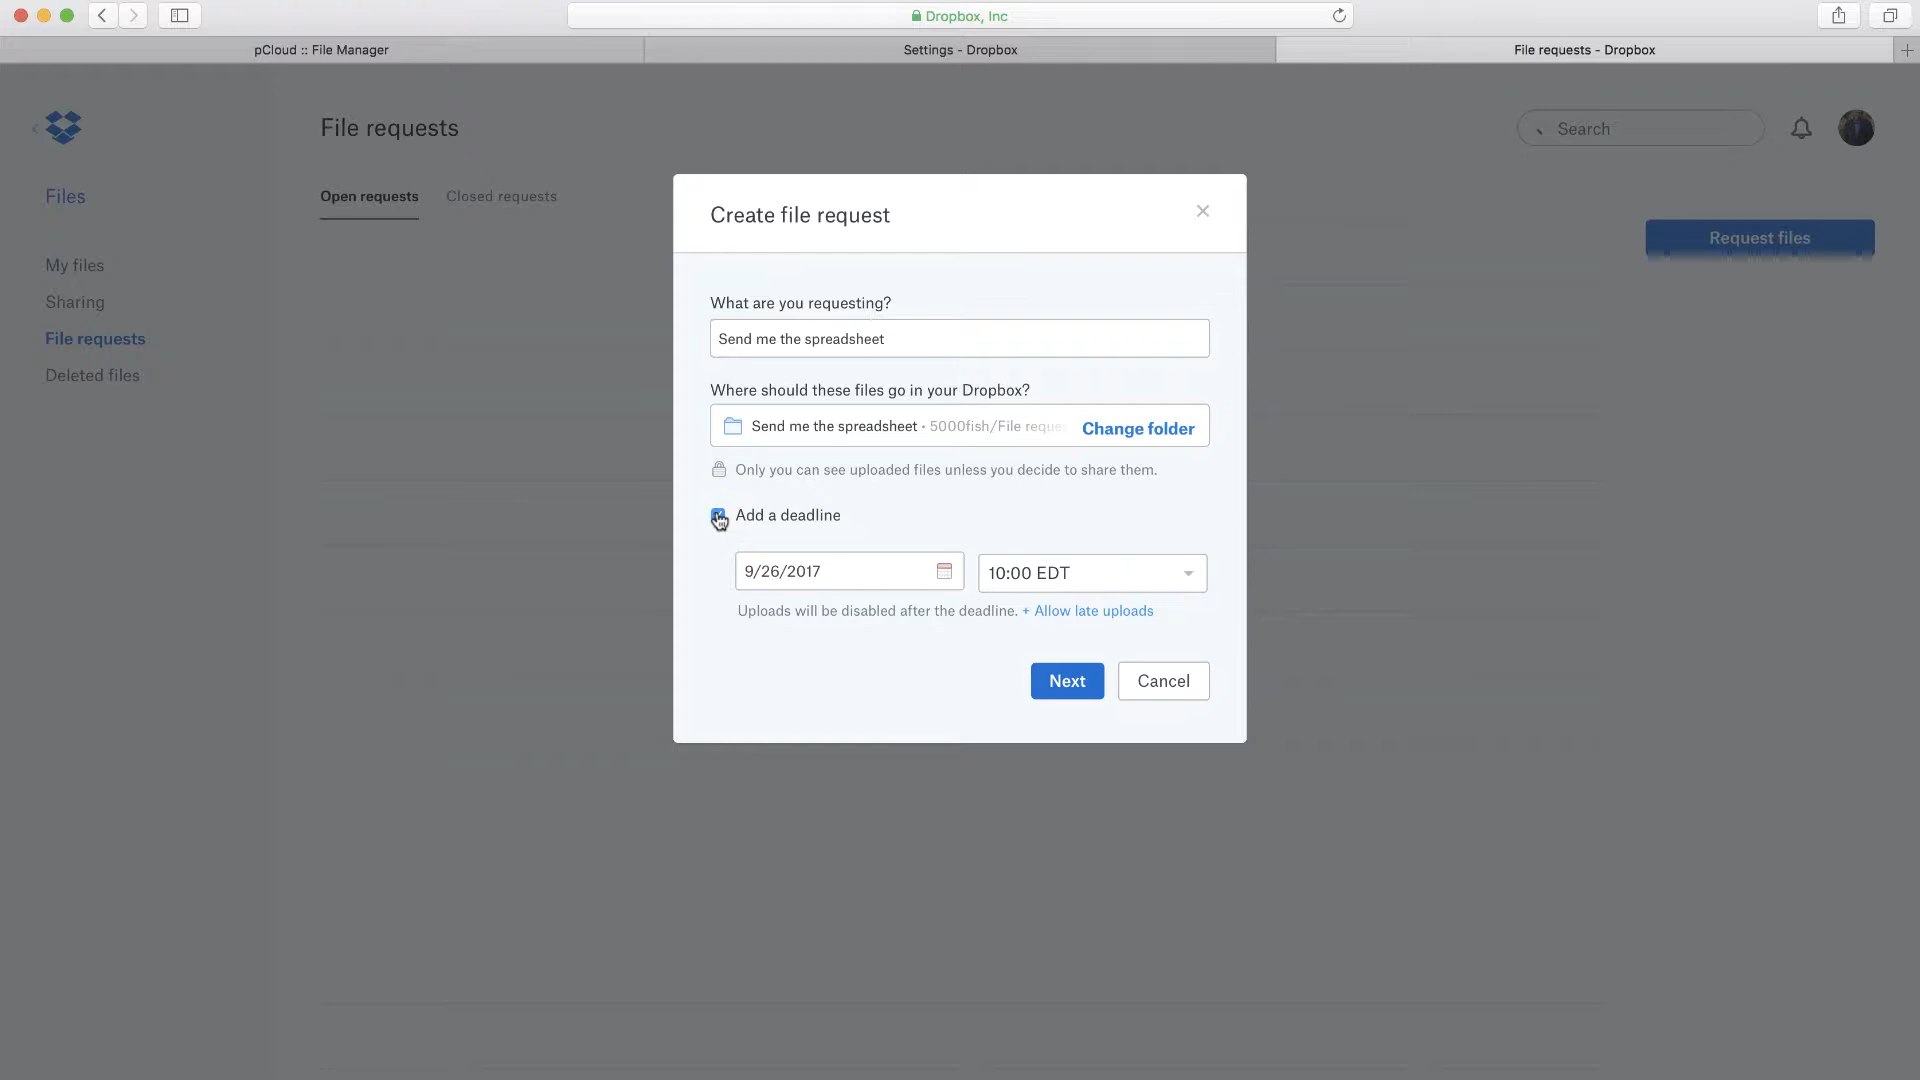 Dropbox, Inc
pCloud :: File Manager
Settings - Dropbox
File requests - Dropbox
File requests
Search
Files
Open requests
Closed requests
Create file request
Request files
My files
Sharing
File requests
Deleted files
What are you requesting?
Send me the spreadsheet
Where should these files go in your Dropbox?
Send me the spreadsheet • 5000fish/File reques
Change folder
Only you can see uploaded files unless you decide to share them.
Add a deadline
9/26/2017
10:00 EDT
Uploads will be disabled after the deadline. + Allow late uploads
Next
Cancel